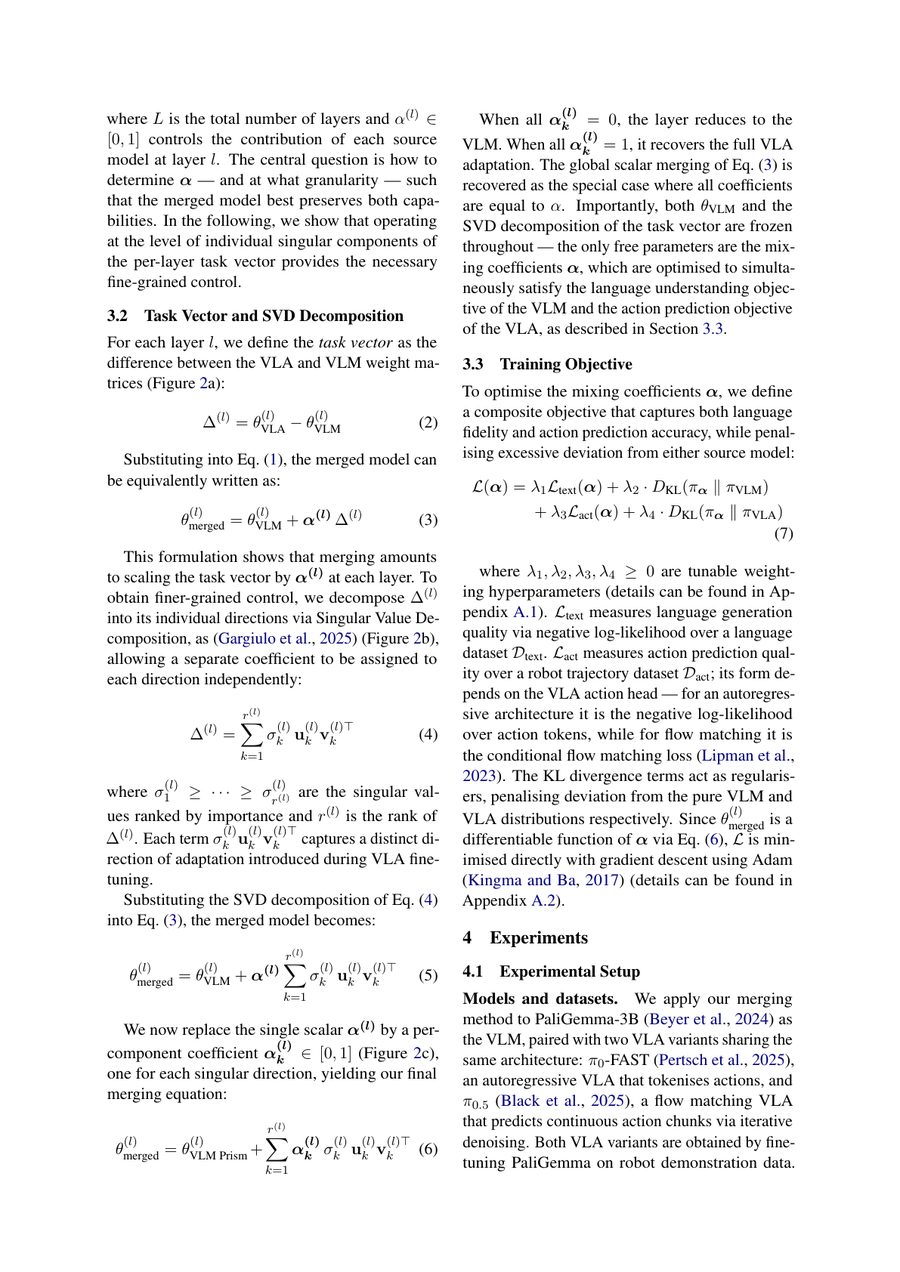 where L is the total number of layers and α^(l) ∈
[0, 1] controls the contribution of each source
model at layer l. The central question is how to
determine α — and at what granularity — such
that the merged model best preserves both capa-
bilities. In the following, we show that operating
at the level of individual singular components of
the per-layer task vector provides the necessary
fine-grained control.
3.2 Task Vector and SVD Decomposition
For each layer l, we define the task vector as the
difference between the VLA and VLM weight ma-
trices (Figure 2a):
Δ^(l) = θ^(l)_VLA − θ^(l)_VLM (2)
Substituting into Eq. (1), the merged model can
be equivalently written as:
θ^(l)_merged = θ^(l)_VLM + α^(l) Δ^(l) (3)
This formulation shows that merging amounts
to scaling the task vector by α^(l) at each layer. To
obtain finer-grained control, we decompose Δ^(l)
into its individual directions via Singular Value De-
composition, as (Gargiulo et al., 2025) (Figure 2b),
allowing a separate coefficient to be assigned to
each direction independently:
Δ^(l) = ∑_{k=1}^{r^(l)} σ_k^(l) u_k^(l) v_k^(l)⊤ (4)
where σ_1^(l) ≥ ··· ≥ σ_{r^(l)}^(l) are the singular val-
ues ranked by importance and r^(l) is the rank of
Δ^(l). Each term σ_k^(l) u_k^(l) v_k^(l)⊤ captures a distinct di-
rection of adaptation introduced during VLA fine-
tuning.
Substituting the SVD decomposition of Eq. (4)
into Eq. (3), the merged model becomes:
θ^(l)_merged = θ^(l)_VLM + α^(l) ∑_{k=1}^{r^(l)} σ_k^(l) u_k^(l) v_k^(l)⊤ (5)
We now replace the single scalar α^(l) by a per-
component coefficient α_k^(l) ∈ [0, 1] (Figure 2c),
one for each singular direction, yielding our final
merging equation:
θ^(l)_merged = θ^(l)_VLM Prism + ∑_{k=1}^{r^(l)} α_k^(l) σ_k^(l) u_k^(l) v_k^(l)⊤ (6)
When all α_k^(l) = 0, the layer reduces to the
VLM. When all α_k^(l) = 1, it recovers the full VLA
adaptation. The global scalar merging of Eq. (3) is
recovered as the special case where all coefficients
are equal to α. Importantly, both θ_VLM and the
SVD decomposition of the task vector are frozen
throughout — the only free parameters are the mix-
ing coefficients α, which are optimised to simulta-
neously satisfy the language understanding objec-
tive of the VLM and the action prediction objective
of the VLA, as described in Section 3.3.
3.3 Training Objective
To optimise the mixing coefficients α, we define
a composite objective that captures both language
fidelity and action prediction accuracy, while penal-
ising excessive deviation from either source model:
ℒ(α) = λ_1ℒ_text(α) + λ_2 · D_KL(π_α ∥ π_VLM)
+ λ_3ℒ_act(α) + λ_4 · D_KL(π_α ∥ π_VLA)
(7)
where λ_1, λ_2, λ_3, λ_4 ≥ 0 are tunable weight-
ing hyperparameters (details can be found in Ap-
pendix A.1). ℒ_text measures language generation
quality via negative log-likelihood over a language
dataset 𝒟_text. ℒ_act measures action prediction qual-
ity over a robot trajectory dataset 𝒟_act; its form de-
pends on the VLA action head — for an autoregres-
sive architecture it is the negative log-likelihood
over action tokens, while for flow matching it is
the conditional flow matching loss (Lipman et al.,
2023). The KL divergence terms act as regularis-
ers, penalising deviation from the pure VLM and
VLA distributions respectively. Since θ^(l)_merged is a
differentiable function of α via Eq. (6), ℒ is min-
imised directly with gradient descent using Adam
(Kingma and Ba, 2017) (details can be found in
Appendix A.2).
4 Experiments
4.1 Experimental Setup
Models and datasets. We apply our merging
method to PaliGemma-3B (Beyer et al., 2024) as
the VLM, paired with two VLA variants sharing the
same architecture: π_0-FAST (Pertsch et al., 2025),
an autoregressive VLA that tokenises actions, and
π_0.5 (Black et al., 2025), a flow matching VLA
that predicts continuous action chunks via iterative
denoising. Both VLA variants are obtained by fine-
tuning PaliGemma on robot demonstration data.